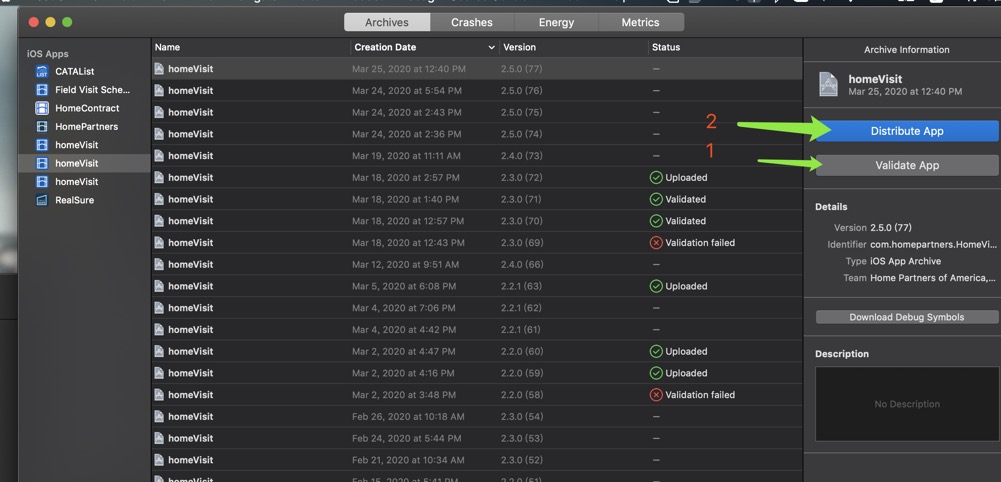 Archives Crashes Energy Metrics
iOS Apps
CATAList
Field Visit Sche...
HomeContract
HomePartners
homeVisit
homeVisit
homeVisit
RealSure
Name Creation Date Version Status
homeVisit Mar 25, 2020 at 12:40 PM 2.5.0 (77) --
homeVisit Mar 24, 2020 at 5:54 PM 2.5.0 (76) --
homeVisit Mar 24, 2020 at 2:43 PM 2.5.0 (75) --
homeVisit Mar 24, 2020 at 2:36 PM 2.5.0 (74) --
homeVisit Mar 19, 2020 at 11:11 AM 2.4.0 (73) --
homeVisit Mar 18, 2020 at 2:57 PM 2.3.0 (72) Uploaded
homeVisit Mar 18, 2020 at 1:40 PM 2.3.0 (71) Validated
homeVisit Mar 18, 2020 at 12:57 PM 2.3.0 (70) Validated
homeVisit Mar 18, 2020 at 12:43 PM 2.3.0 (69) Validation failed
homeVisit Mar 12, 2020 at 9:51 AM 2.4.0 (66) --
homeVisit Mar 5, 2020 at 6:08 PM 2.2.1 (63) Uploaded
homeVisit Mar 4, 2020 at 7:06 PM 2.2.1 (62) --
homeVisit Mar 4, 2020 at 4:42 PM 2.2.1 (61) --
homeVisit Mar 2, 2020 at 4:47 PM 2.2.0 (60) Uploaded
homeVisit Mar 2, 2020 at 4:16 PM 2.2.0 (59) Uploaded
homeVisit Mar 2, 2020 at 3:48 PM 2.2.0 (58) Validation failed
homeVisit Feb 26, 2020 at 10:18 AM 2.3.0 (54) --
homeVisit Feb 24, 2020 at 5:44 PM 2.3.0 (53) --
homeVisit Feb 21, 2020 at 10:34 AM 2.3.0 (52) --
homeVisit
2
1
Archive Information
homeVisit
Mar 25, 2020 at 12:40 PM
Distribute App
Validate App
Details
Version 2.5.0 (77)
Identifier com.homepartners.HomeVi...
Type iOS App Archive
Team Home Partners of America,...
Download Debug Symbols
Description
No Description